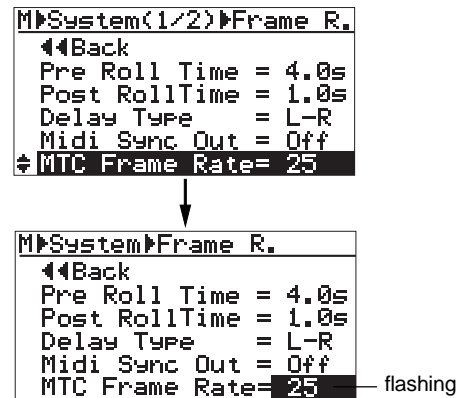 M▶System(1/2)▶Frame R.
◀◀Back
Pre Roll Time = 4.0s
Post RollTime = 1.0s
Delay Type = L-R
Midi Sync Out = Off
MTC Frame Rate= 25
M▶System▶Frame R.
◀◀Back
Pre Roll Time = 4.0s
Post RollTime = 1.0s
Delay Type = L-R
Midi Sync Out = Off
MTC Frame Rate= 25 flashing